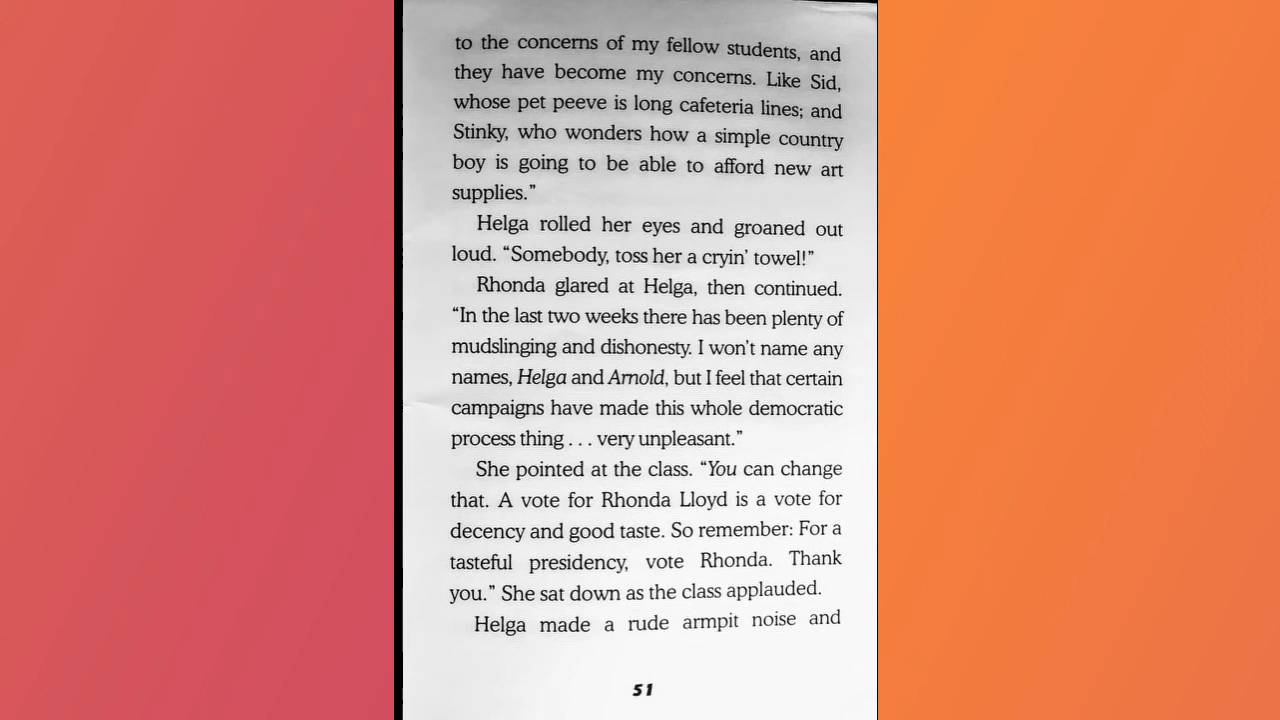 to the concerns of my fellow students, and
they have become my concerns. Like Sid,
whose pet peeve is long cafeteria lines; and
Stinky, who wonders how a simple country
boy is going to be able to afford new art
supplies.”
Helga rolled her eyes and groaned out
loud. “Somebody, toss her a cryin’ towel!”
Rhonda glared at Helga, then continued.
“In the last two weeks there has been plenty of
mudslinging and dishonesty. I won’t name any
names, Helga and Arnold, but I feel that certain
campaigns have made this whole democratic
process thing . . . very unpleasant.”
She pointed at the class. “You can change
that. A vote for Rhonda Lloyd is a vote for
decency and good taste. So remember: For a
tasteful presidency, vote Rhonda. Thank
you.” She sat down as the class applauded.
Helga made a rude armpit noise and
51